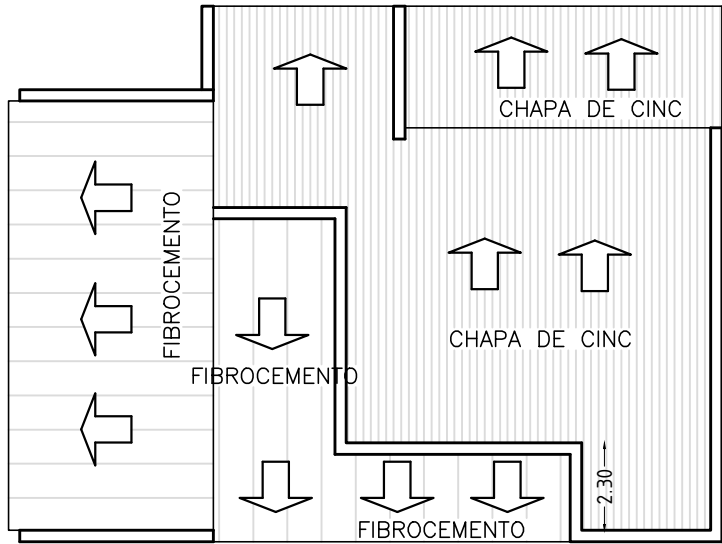 CHAPA DE CINC
FIBROCEMENTO
CHAPA DE CINC
FIBROCEMENTO
2.30
FIBROCEMENTO